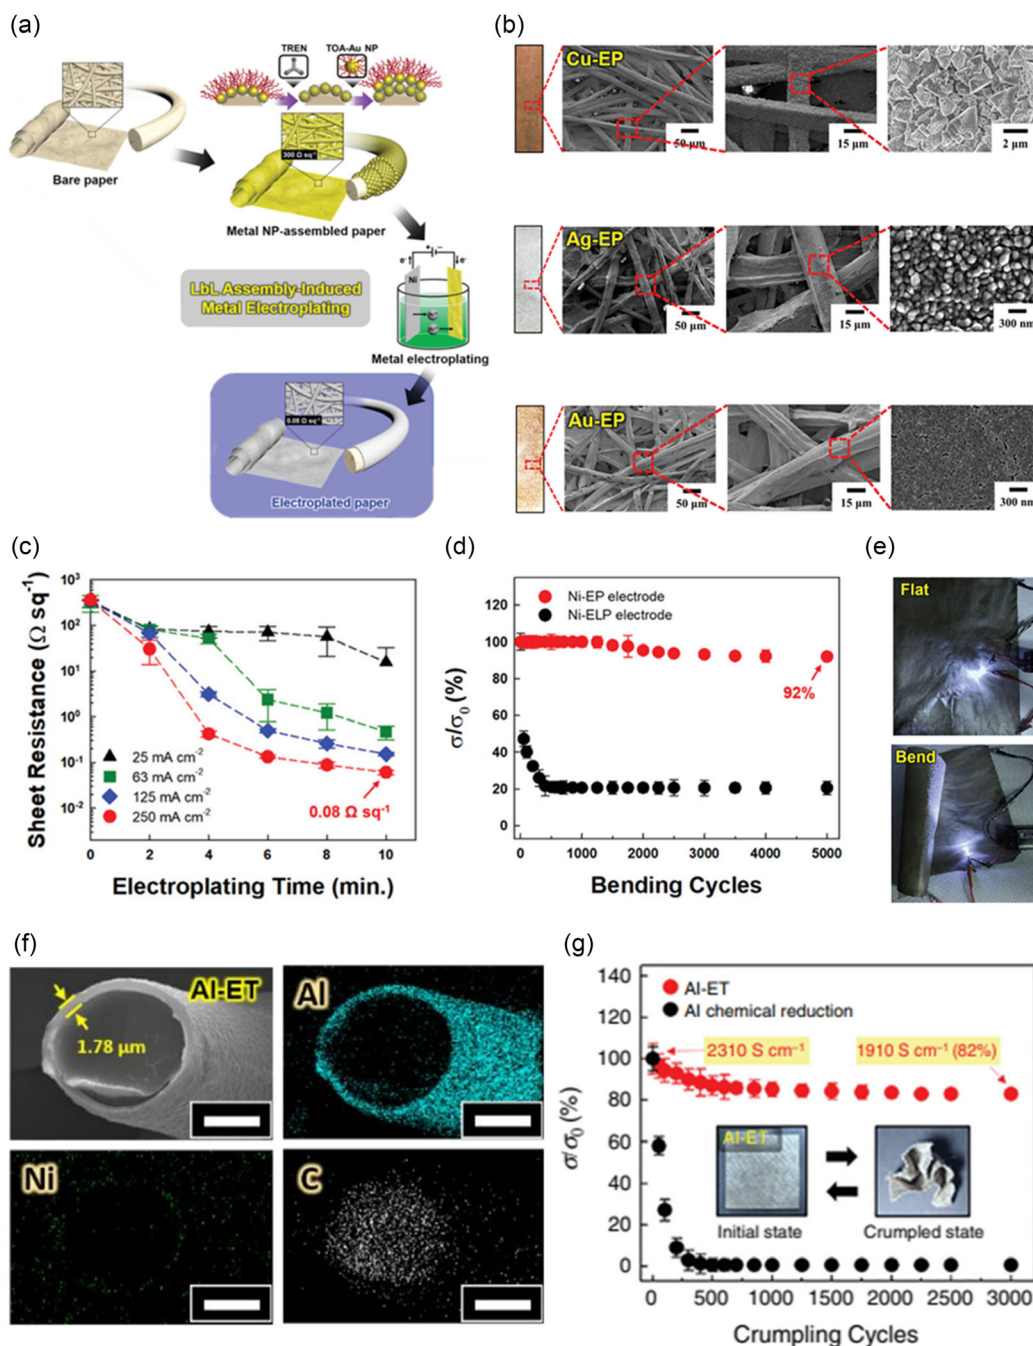 (a)
TREN
TOA-Au NP
300 Ω sq⁻¹
Bare paper
Metal NP-assembled paper
LbL Assembly-Induced
Metal Electroplating
e⁻
+
−
e⁻
Ni
Metal electroplating
0.08 Ω sq⁻¹
Electroplated paper
(b)
Cu-EP
50 µm
15 µm
2 µm
Ag-EP
50 µm
15 µm
300 nm
Au-EP
50 µm
15 µm
300 nm
(c)
Sheet Resistance (Ω sq⁻¹)
10³
10²
10¹
10⁰
10⁻¹
10⁻²
25 mA cm⁻²
63 mA cm⁻²
125 mA cm⁻²
250 mA cm⁻²
0.08 Ω sq⁻¹
0 2 4 6 8 10
Electroplating Time (min.)
(d)
σ/σ₀ (%)
120
100
80
60
40
20
0
Ni-EP electrode
Ni-ELP electrode
92%
0 1000 2000 3000 4000 5000
Bending Cycles
(e)
Flat
Bend
(f)
Al-ET
1.78 µm
Al
Ni
C
(g)
σ/σ₀ (%)
140
120
100
80
60
40
20
0
Al-ET
Al chemical reduction
2310 S cm⁻¹
1910 S cm⁻¹ (82%)
Al-ET
Initial state
Crumpled state
0 500 1000 1500 2000 2500 3000
Crumpling Cycles